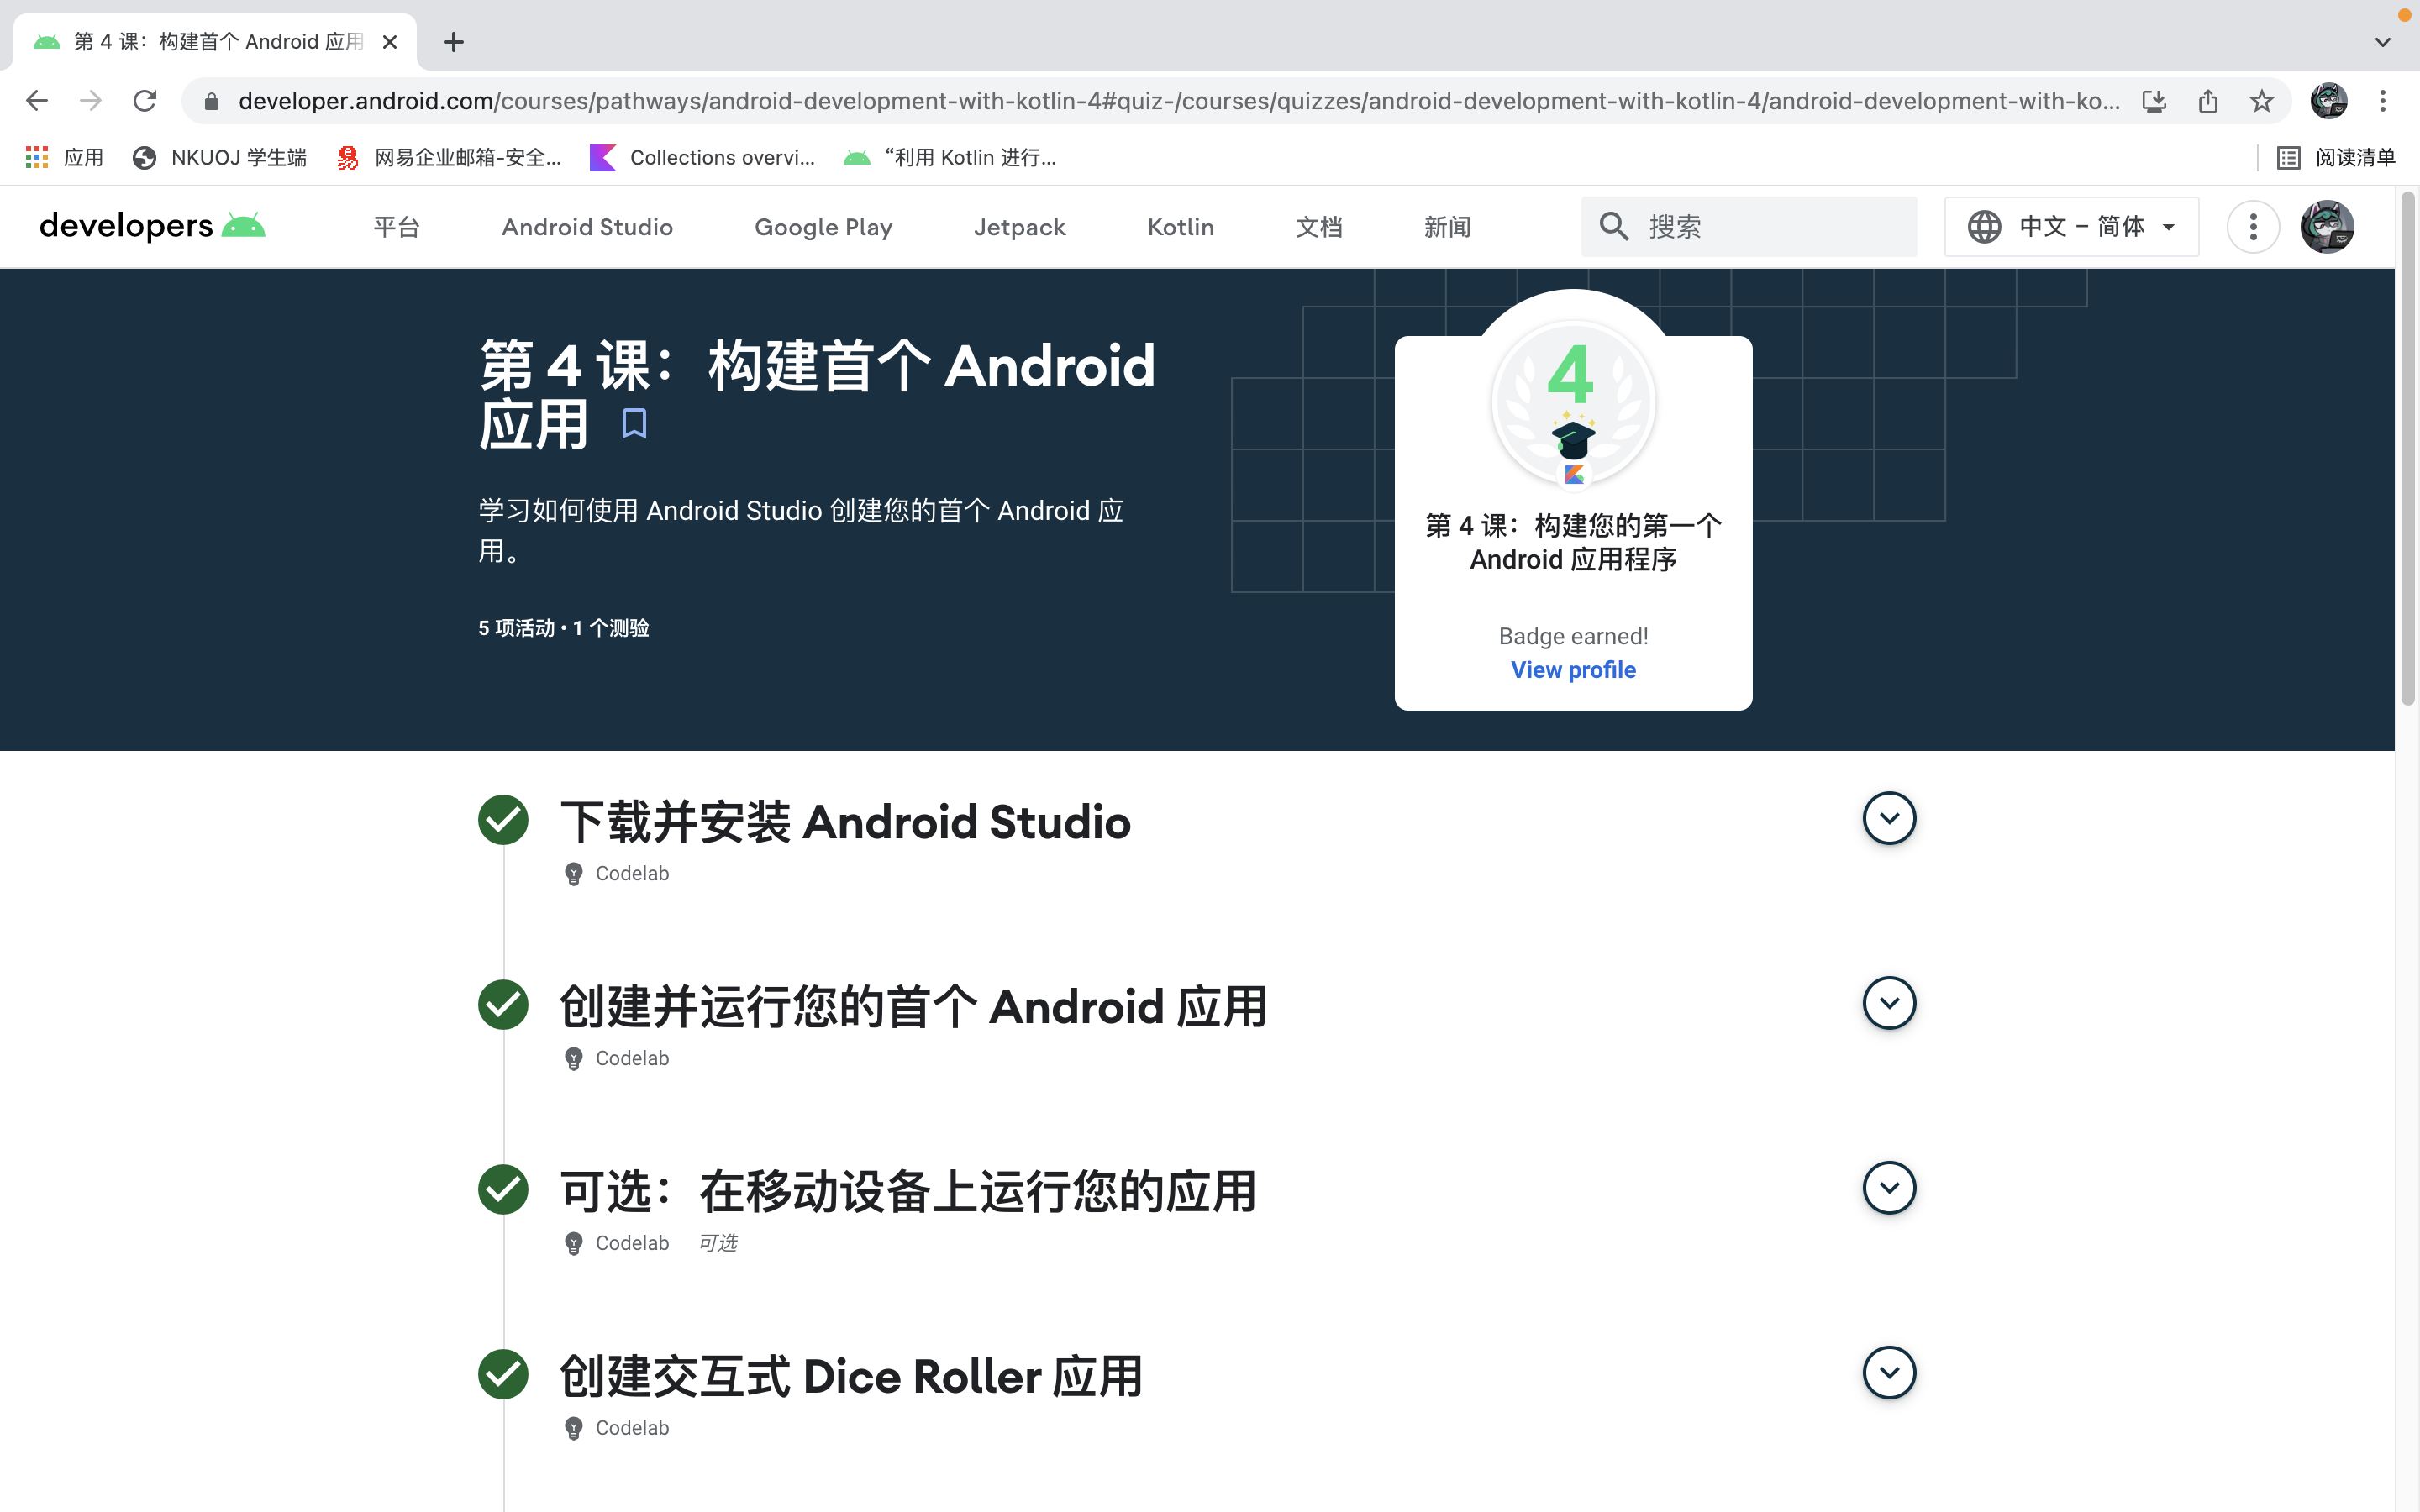 第 4 课：构建首个 Android 应用
developer.android.com/courses/pathways/android-development-with-kotlin-4#quiz-/courses/quizzes/android-development-with-kotlin-4/android-development-with-ko...
应用 NKUOJ 学生端 网易企业邮箱-安全... Collections overvi... “利用 Kotlin 进行... 阅读清单
developers 平台 Android Studio Google Play Jetpack Kotlin 文档 新闻 搜索 中文 – 简体
第 4 课：构建首个 Android
应用
学习如何使用 Android Studio 创建您的首个 Android 应
用。
5 项活动 • 1 个测验
4
第 4 课：构建您的第一个
Android 应用程序
Badge earned!
View profile
下载并安装 Android Studio
Codelab
创建并运行您的首个 Android 应用
Codelab
可选：在移动设备上运行您的应用
Codelab 可选
创建交互式 Dice Roller 应用
Codelab